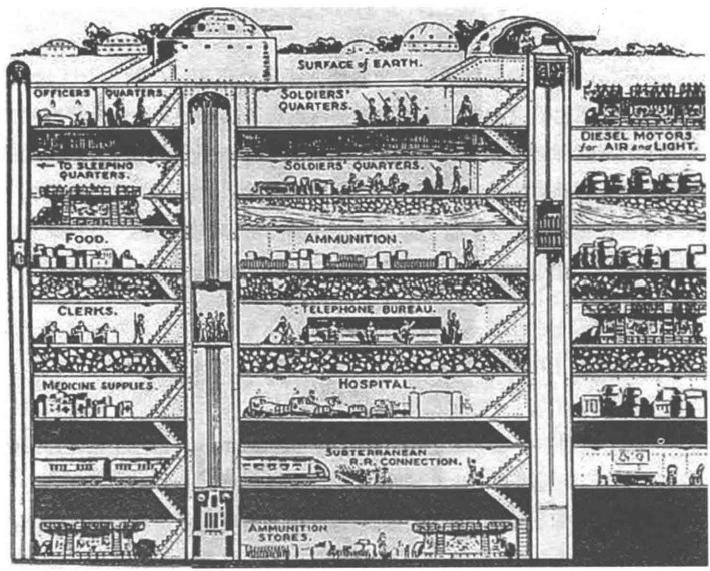 SURFACE OF EARTH.
OFFICERS' QUARTERS.
SOLDIERS'
QUARTERS.
DIESEL MOTORS
for AIR and LIGHT.
TO SLEEPING
QUARTERS.
SOLDIERS' QUARTERS.
FOOD.
AMMUNITION.
CLERKS.
TELEPHONE BUREAU.
MEDICINE SUPPLIES.
HOSPITAL.
SUBTERRANEAN
R.R. CONNECTION.
AMMUNITION
STORES.